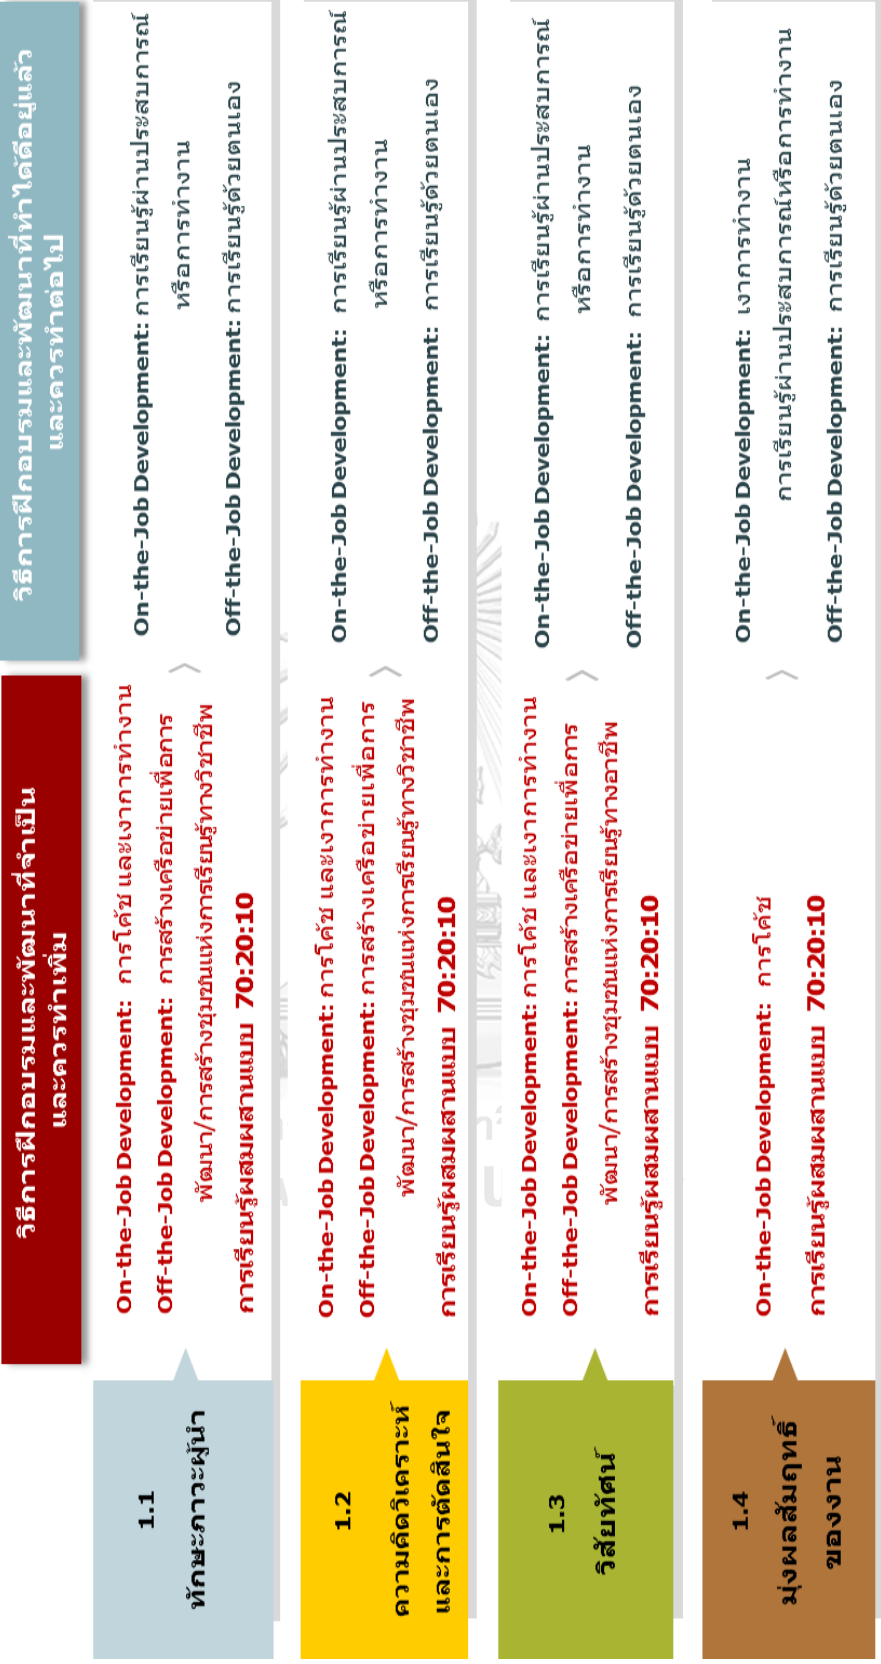 วิธีการฝึกอบรมและพัฒนาที่จำเป็น
และควรทำเพิ่ม
วิธีการฝึกอบรมและพัฒนาที่ทำได้ดีอยู่แล้ว
และควรทำต่อไป
1.1
ทักษะภาวะผู้นำ
On-the-Job Development: การโค้ช และเงาการทำงาน
Off-the-Job Development: การสร้างเครือข่ายเพื่อการ
พัฒนา/การสร้างชุมชนแห่งการเรียนรู้ทางวิชาชีพ
การเรียนรู้ผสมผสานแบบ 70:20:10
On-the-Job Development: การเรียนรู้ผ่านประสบการณ์
หรือการทำงาน
Off-the-Job Development: การเรียนรู้ด้วยตนเอง
1.2
ความคิดวิเคราะห์
และการตัดสินใจ
On-the-Job Development: การโค้ช และเงาการทำงาน
Off-the-Job Development: การสร้างเครือข่ายเพื่อการ
พัฒนา/การสร้างชุมชนแห่งการเรียนรู้ทางวิชาชีพ
การเรียนรู้ผสมผสานแบบ 70:20:10
On-the-Job Development: การเรียนรู้ผ่านประสบการณ์
หรือการทำงาน
Off-the-Job Development: การเรียนรู้ด้วยตนเอง
1.3
วิสัยทัศน์
On-the-Job Development: การโค้ช และเงาการทำงาน
Off-the-Job Development: การสร้างเครือข่ายเพื่อการ
พัฒนา/การสร้างชุมชนแห่งการเรียนรู้ทางอาชีพ
การเรียนรู้ผสมผสานแบบ 70:20:10
On-the-Job Development: การเรียนรู้ผ่านประสบการณ์
หรือการทำงาน
Off-the-Job Development: การเรียนรู้ด้วยตนเอง
1.4
มุ่งผลสัมฤทธิ์
ของงาน
On-the-Job Development: การโค้ช
การเรียนรู้ผสมผสานแบบ 70:20:10
On-the-Job Development: เงาการทำงาน
การเรียนรู้ผ่านประสบการณ์หรือการทำงาน
Off-the-Job Development: การเรียนรู้ด้วยตนเอง